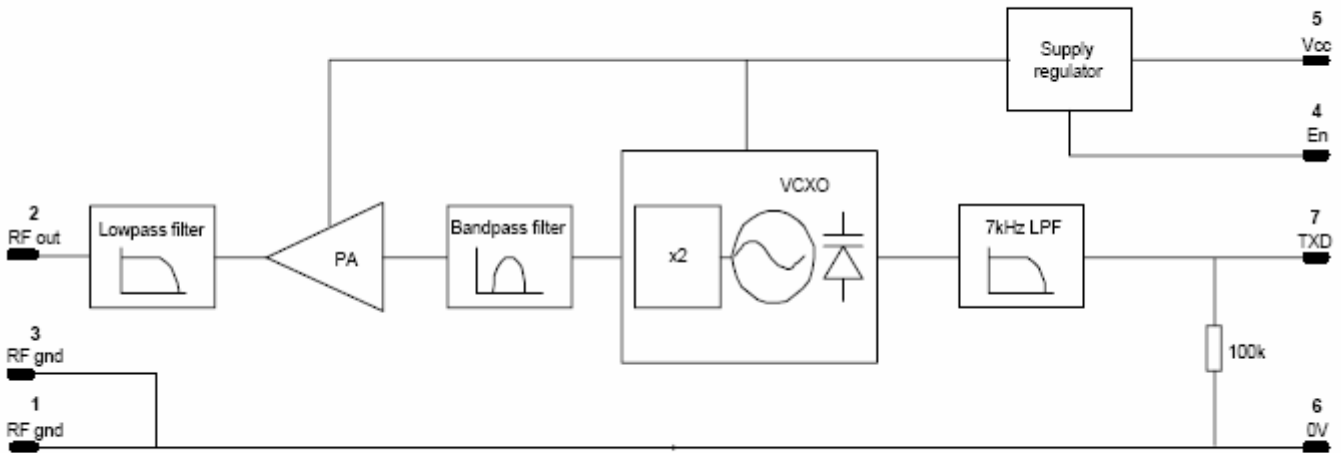 5
Vcc
Supply
regulator
4
En
VCXO
2
RF out
Lowpass filter
PA
Bandpass filter
x2
7kHz LPF
7
TXD
3
RF gnd
100k
1
RF gnd
6
0V